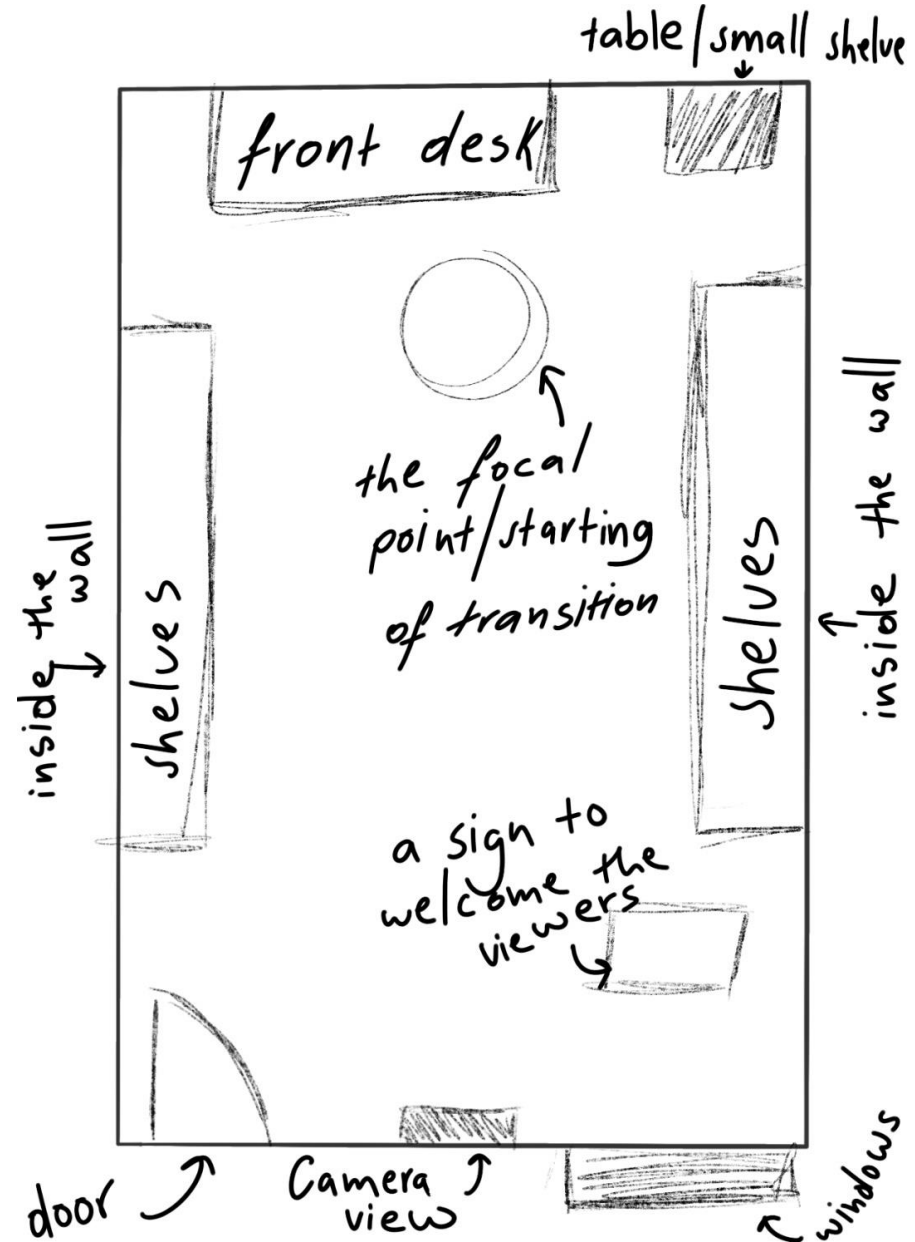 table/small shelve
front desk
the focal
point/starting
of transition
inside the
wall
shelves
inside the wall
shelves
a sign to
welcome the
viewers
door
Camera
view
windows